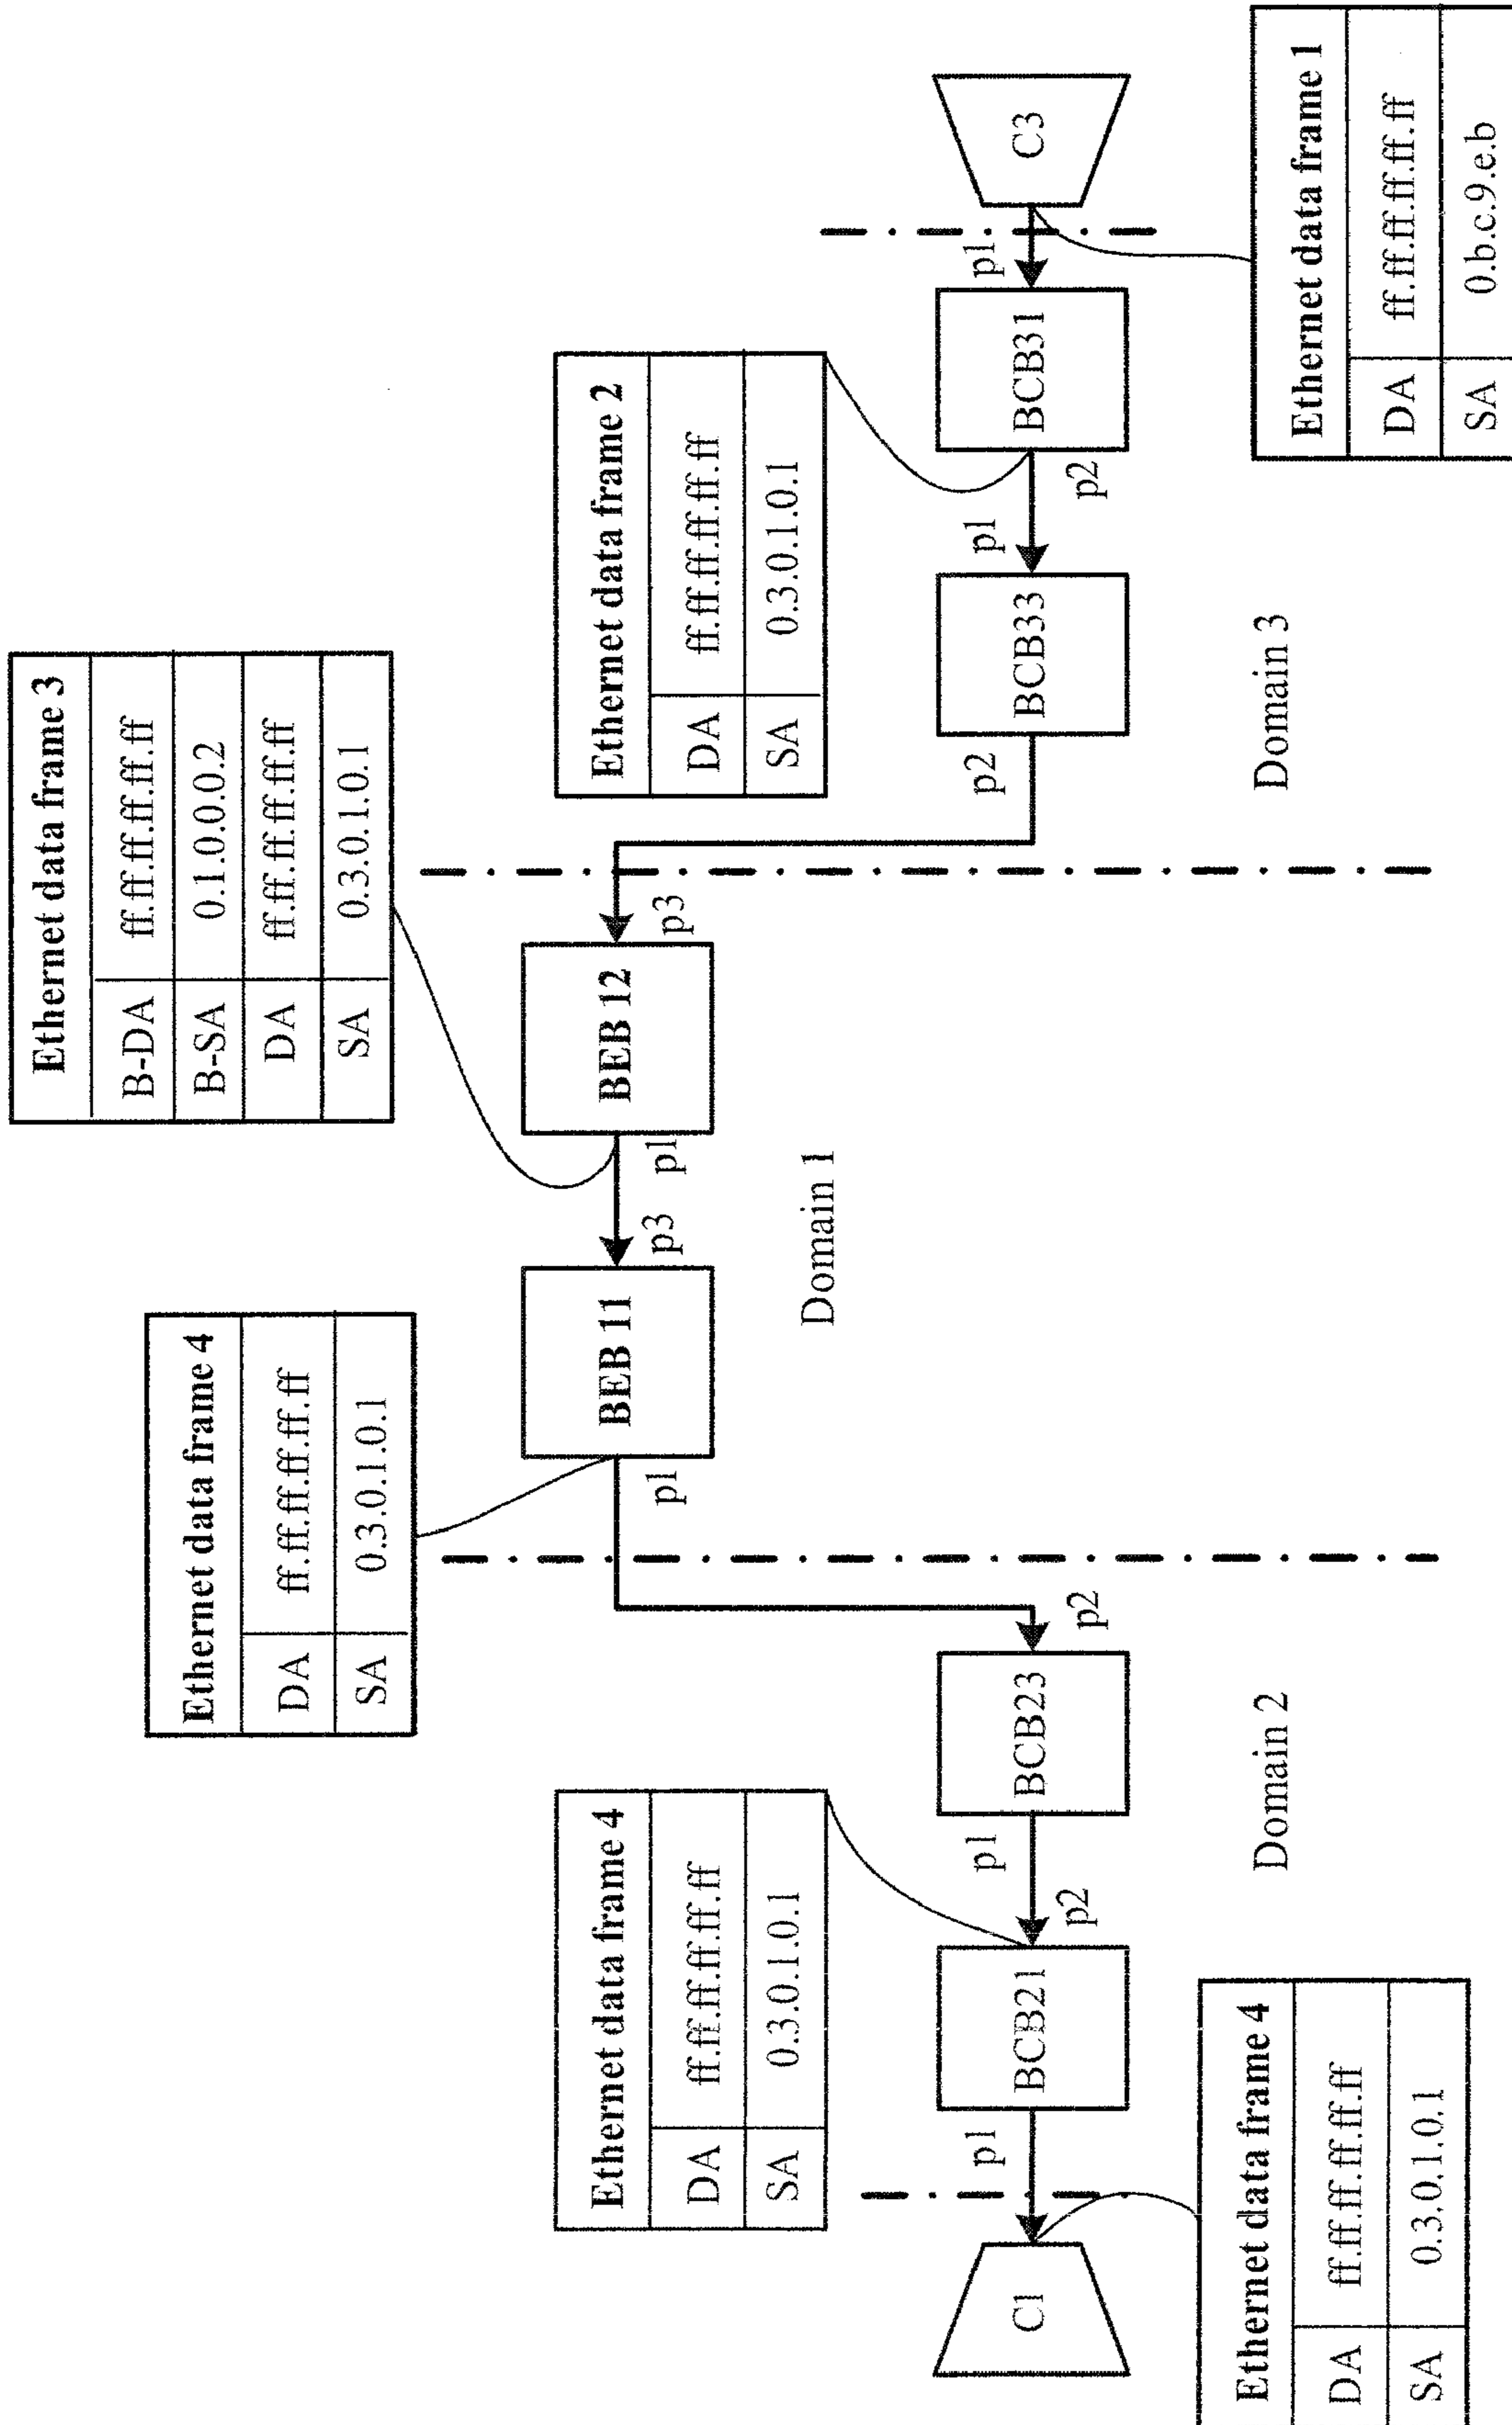 Ethernet data frame 3
B-DA ff.ff.ff.ff.ff.ff
B-SA 0.1.0.0.0.2
DA ff.ff.ff.ff.ff.ff
SA 0.3.0.1.0.1
Ethernet data frame 4
DA ff.ff.ff.ff.ff.ff
SA 0.3.0.1.0.1
Ethernet data frame 4
DA ff.ff.ff.ff.ff.ff
SA 0.3.0.1.0.1
Ethernet data frame 2
DA ff.ff.ff.ff.ff.ff
SA 0.3.0.1.0.1
p1
BEB 11
p3
p1
BEB 12
p3
Domain 1
C1
p1
BCB21
p2
p1
BCB23
p2
p2
BCB33
p1
p2
BCB31
p1
C3
Domain 2
Domain 3
Ethernet data frame 4
DA ff.ff.ff.ff.ff.ff
SA 0.3.0.1.0.1
Ethernet data frame 1
DA ff.ff.ff.ff.ff.ff
SA 0.b.c.9.e.b